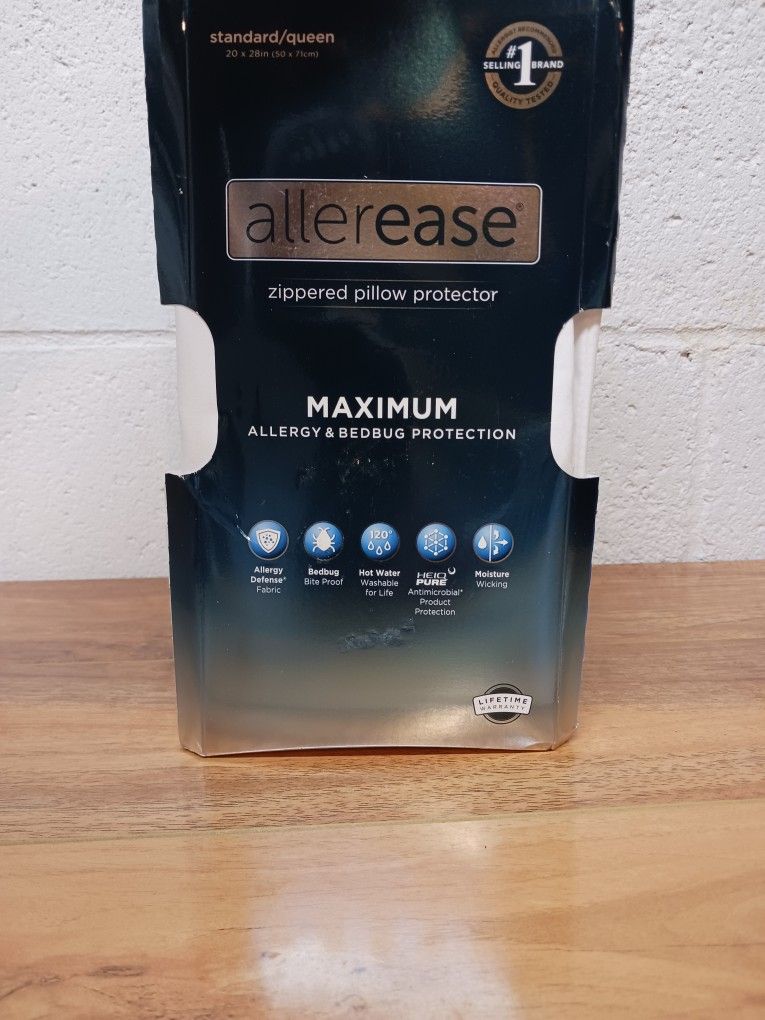 standard/queen
20 x 28in (50 x 71cm)
ALLERGIST RECOMMENDED
#1
SELLING BRAND
QUALITY TESTED
allerease®
zippered pillow protector
MAXIMUM
ALLERGY & BEDBUG PROTECTION
Allergy
Defense®
Fabric
Bedbug
Bite Proof
120°
Hot Water
Washable
for Life
HEIQ
PURE
Antimicrobial*
Product
Protection
Moisture
Wicking
LIFETIME
WARRANTY